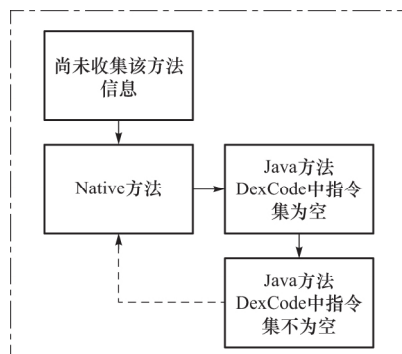 尚未收集该方法
信息
Native方法
Java方法
DexCode中指令
集为空
Java方法
DexCode中指令
集不为空